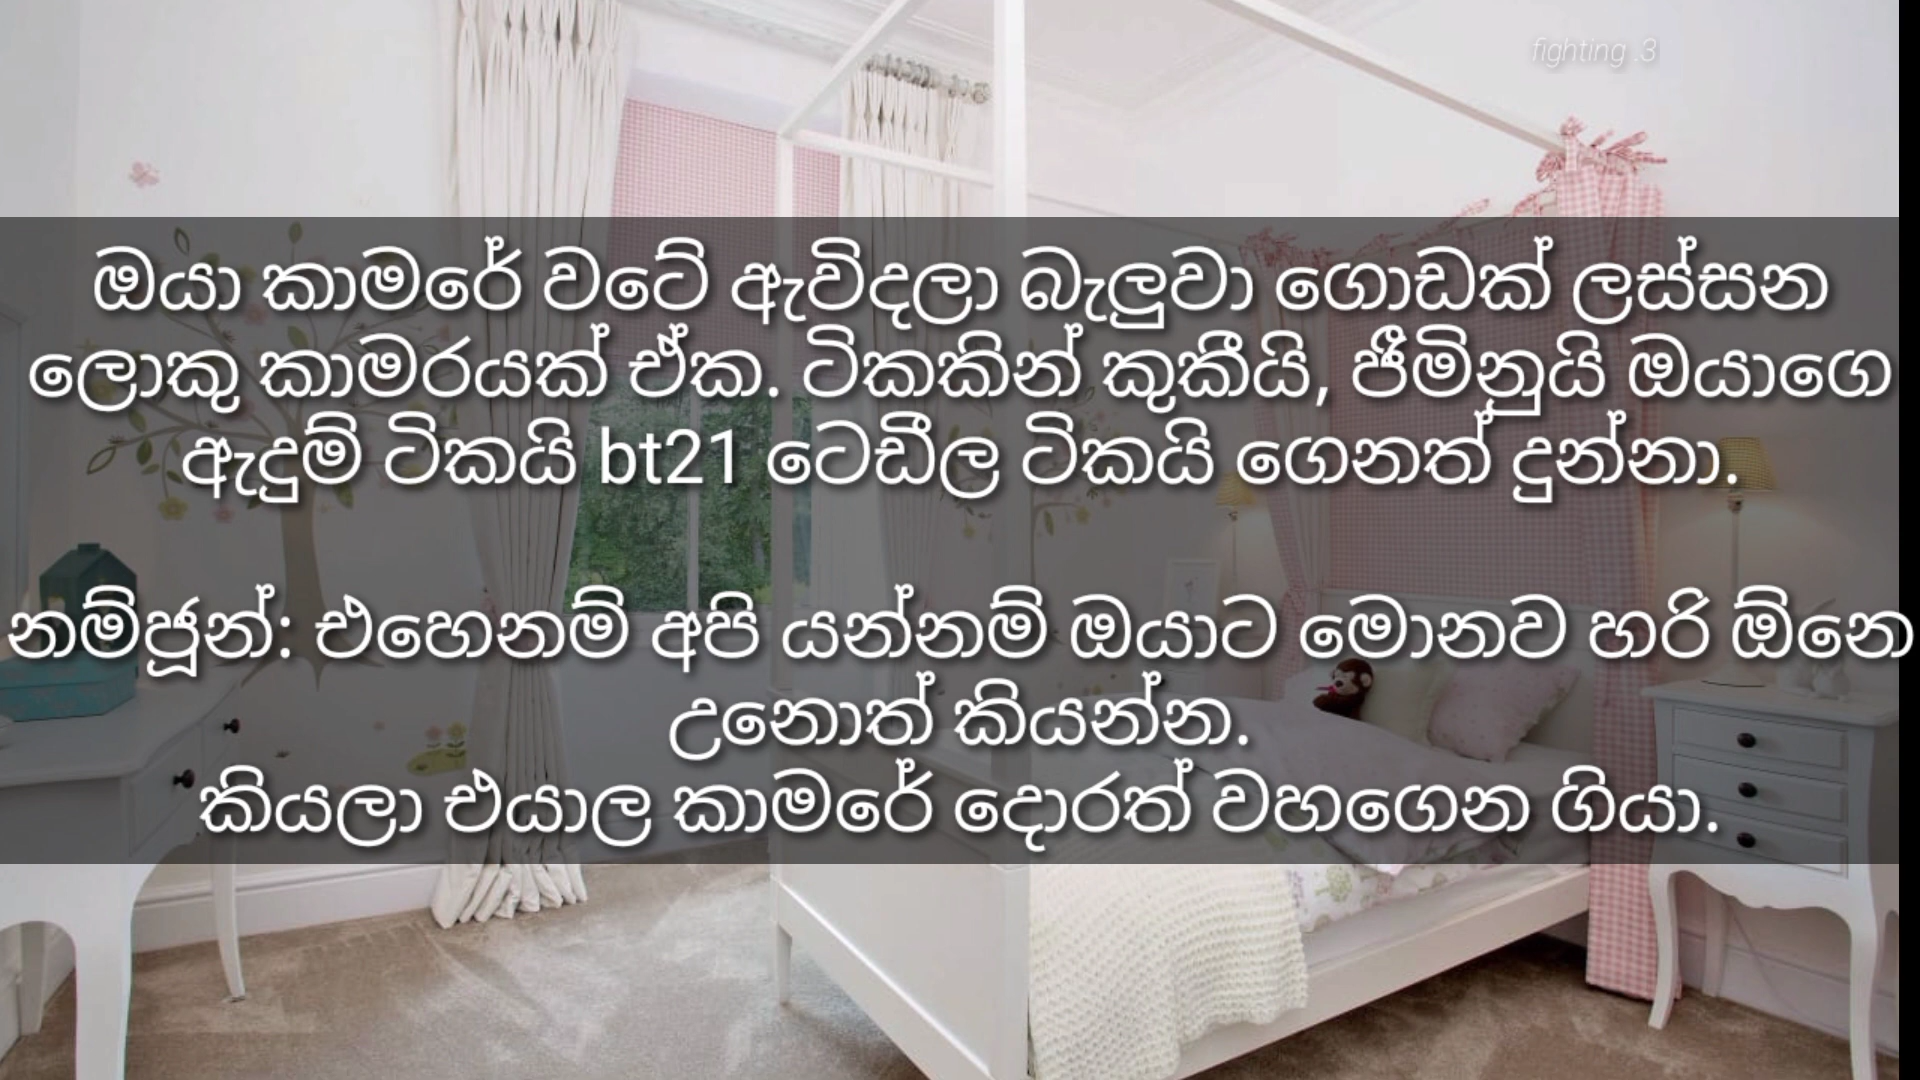 fighting .3
ඔයා කාමරේ වටේ ඇවිදලා බැලුවා ගොඩක් ලස්සන
ලොකු කාමරයක් ඒක. ටිකකින් කුකීයි, ජීමිනුයි ඔයාගෙ
ඇදුම් ටිකයි bt21 ටෙඩීල ටිකයි ගෙනත් දුන්නා.
නම්ජූන්: එහෙනම් අපි යන්නම් ඔයාට මොනව හරි ඕනෙ
උනොත් කියන්න.
කියලා එයාල කාමරේ දොරත් වහගෙන ගියා.